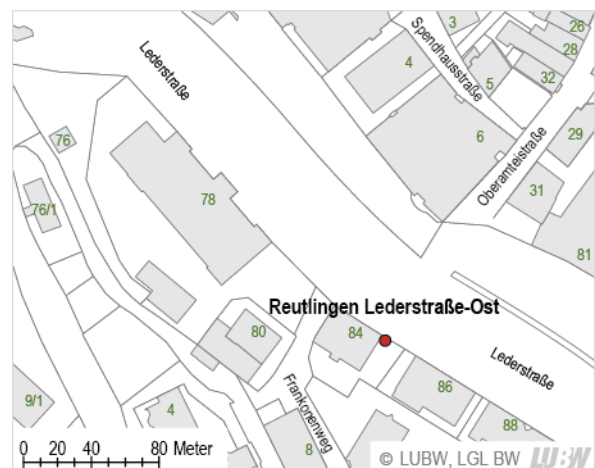 3
26
28
4
Spendhausstraße
5
32
Lederstraße
6
29
Oberamteistraße
76
31
76/1
78
81
Reutlingen Lederstraße-Ost
80
84
Lederstraße
86
Frankonenweg
9/1
4
88
8
0 20 40 80 Meter
© LUBW, LGL BW LUBW